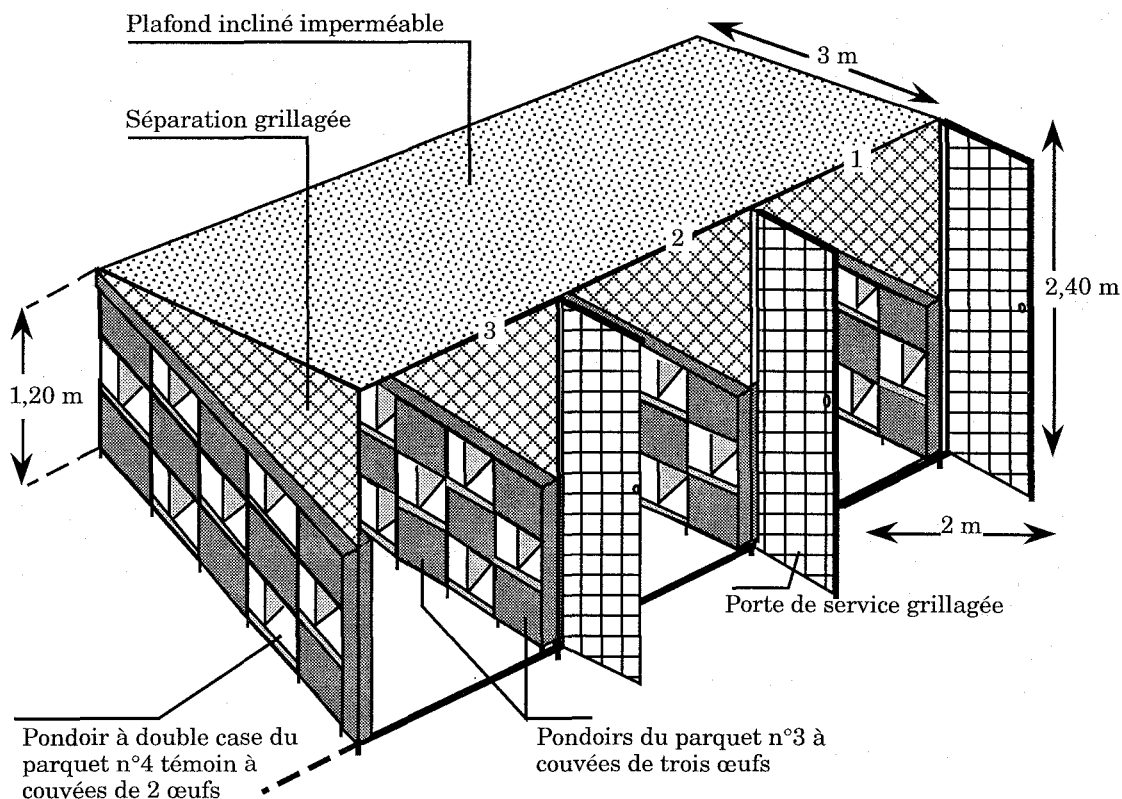 Plafond incliné imperméable
3 m
Séparation grillagée
1
2
2,40 m
3
1,20 m
2 m
Porte de service grillagée
Pondoir à double case du
parquet n°4 témoin à
couvées de 2 œufs
Pondoirs du parquet n°3 à
couvées de trois œufs